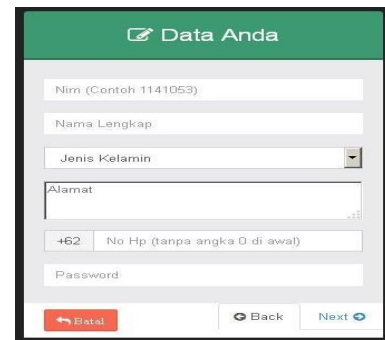 Data Anda
Nim (Contoh 1141053)
Nama Lengkap
Jenis Kelamin
Alamat
+62 No Hp (tanpa angka 0 di awal)
Password
Batal Back Next